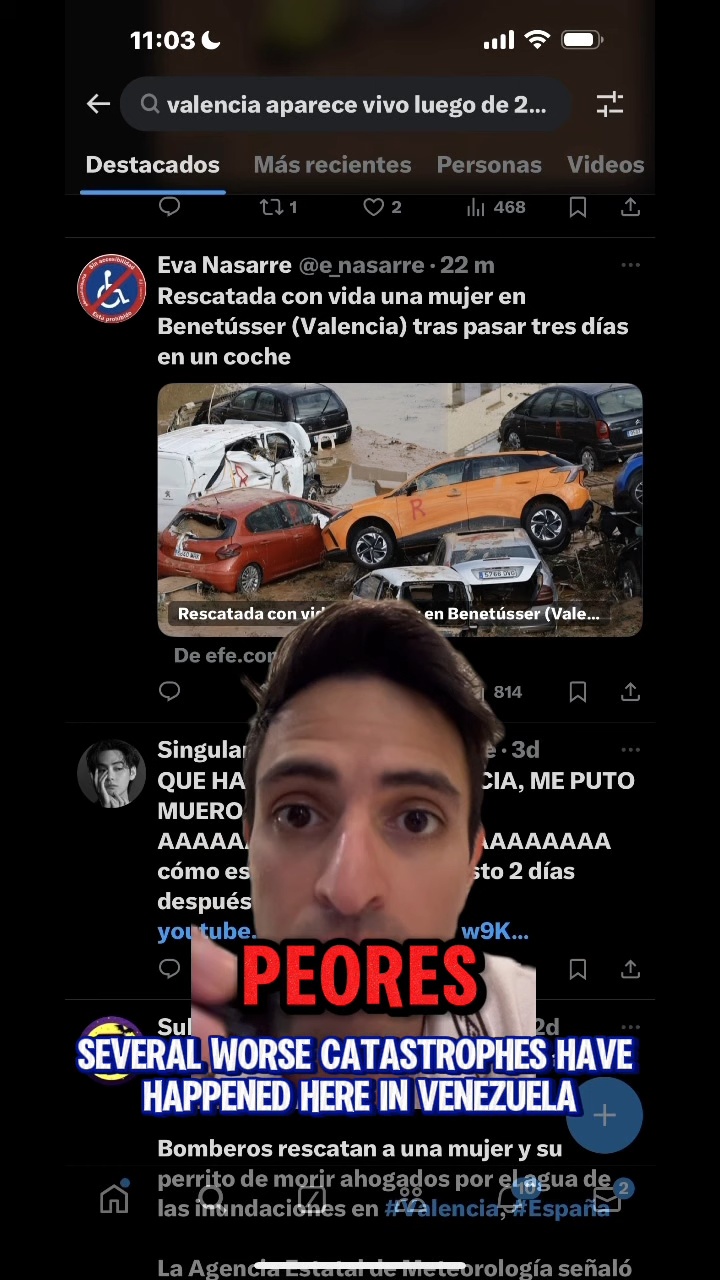 11:03
valencia aparece vivo luego de 2...
Destacados Más recientes Personas Videos
1 2 468
Eva Nasarre @e_nasarre · 22 m
Rescatada con vida una mujer en
Benetússer (Valencia) tras pasar tres días
en un coche
R
Rescatada con vid en Benetússer (Vale...
De efe.com
814
Singular · 3d
QUE HA CIA, ME PUTO
MUERO
AAAAA AAAAAAAA
cómo es sto 2 días
después
youtube. w9K...
PEORES
2d
SEVERAL WORSE CATASTROPHES HAVE
HAPPENED HERE IN VENEZUELA
Bomberos rescatan a una mujer y su
perrito de morir ahogados por el agua de
las inundaciones en #Valencia, #España
10
2
La Agencia Estatal de Meteorología señaló